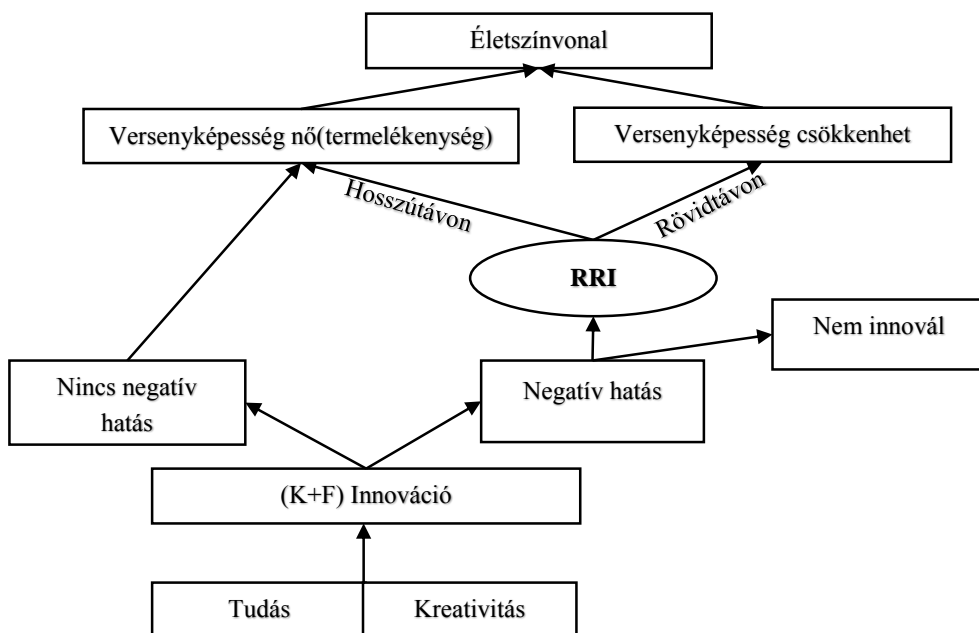 Életszínvonal
Versenyképesség nő(termelékenység)
Versenyképesség csökkenhet
Hosszútávon
Rövidtávon
RRI
Nem innovál
Nincs negatív
hatás
Negatív hatás
(K+F) Innováció
Tudás
Kreativitás